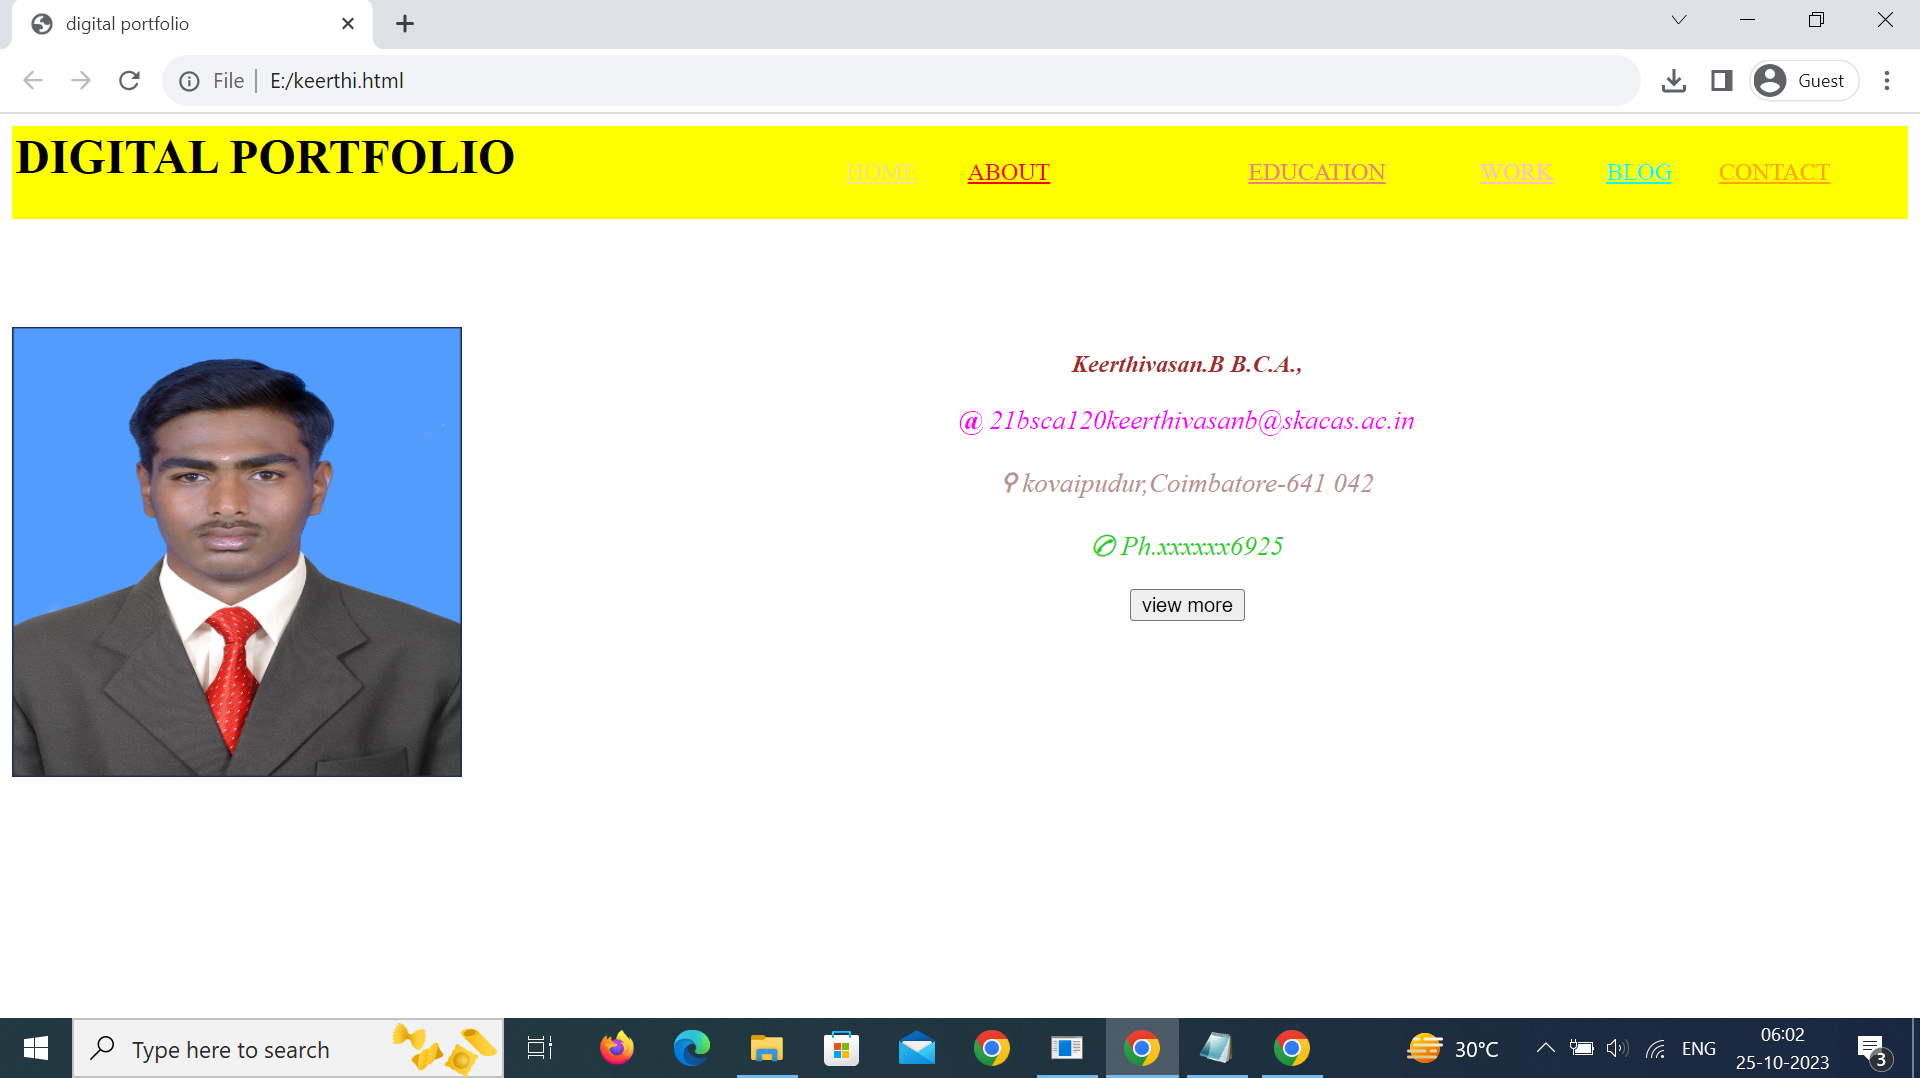 digital portfolio
File | E:/keerthi.html
Guest
DIGITAL PORTFOLIO
HOME ABOUT EDUCATION WORK BLOG CONTACT
Keerthivasan.B B.C.A.,
@ 21bsca120keerthivasanb@skacas.ac.in
⚲ kovaipudur,Coimbatore-641 042
✆ Ph.xxxxxx6925
view more
Type here to search
30°C
ENG
06:02
25-10-2023
3